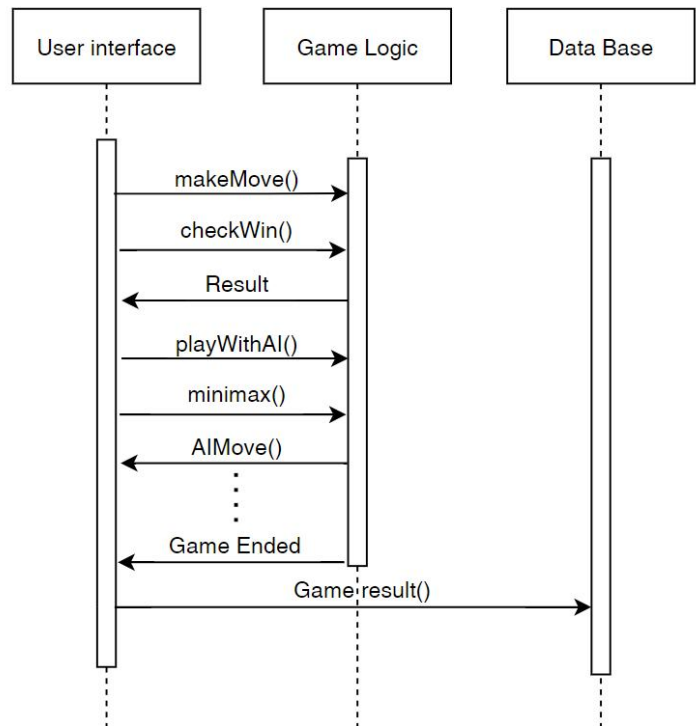 User interface
Game Logic
Data Base
makeMove()
checkWin()
Result
playWithAI()
minimax()
AIMove()
Game Ended
Game result()